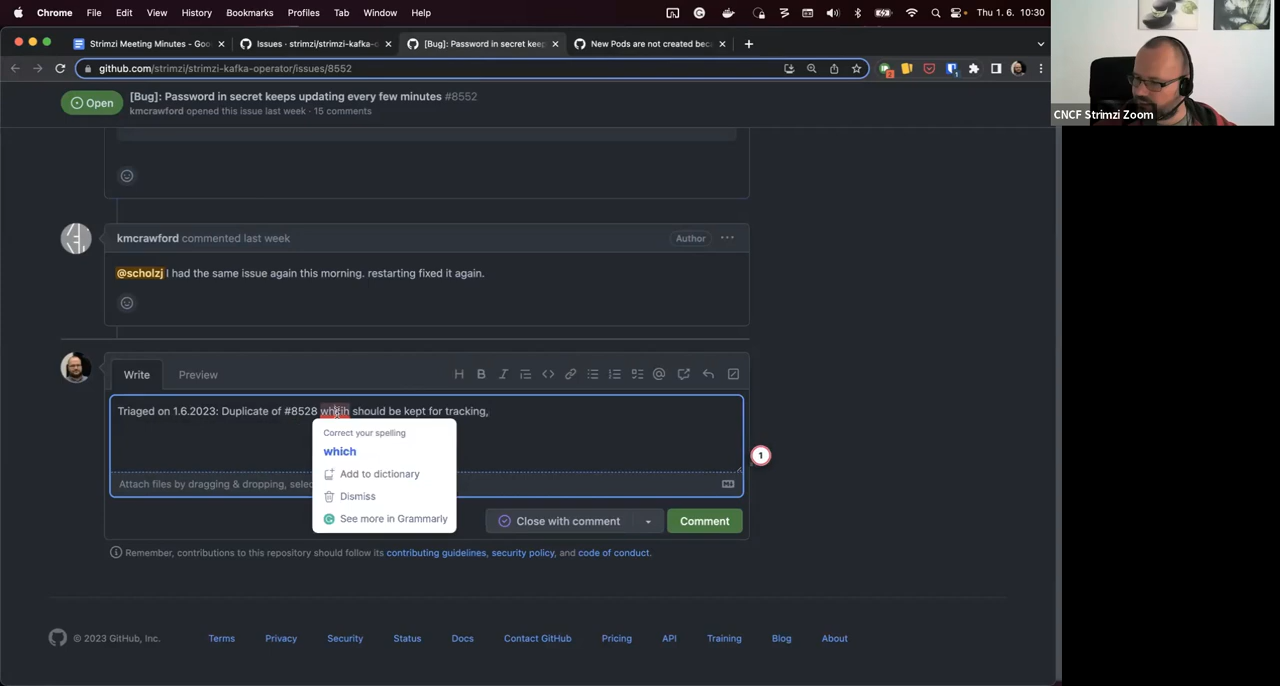 Chrome File Edit View History Bookmarks Profiles Tab Window Help Thu 1. 6. 10:30
Strimzi Meeting Minutes - Goo Issues · strimzi/strimzi-kafka-o [Bug]: Password in secret keep New Pods are not created bec
github.com/strimzi/strimzi-kafka-operator/issues/8552
2
1
CNCF Strimzi Zoom
Open
[Bug]: Password in secret keeps updating every few minutes #8552
kmcrawford opened this issue last week · 15 comments
kmcrawford commented last week Author
@scholzj I had the same issue again this morning. restarting fixed it again.
Write Preview
Triaged on 1.6.2023: Duplicate of #8528 should be kept for tracking,
Correct your spelling
which
Add to dictionary
Dismiss
See more in Grammarly
1
Attach files by dragging & dropping, selec
Close with comment Comment
Remember, contributions to this repository should follow its contributing guidelines, security policy, and code of conduct.
© 2023 GitHub, Inc. Terms Privacy Security Status Docs Contact GitHub Pricing API Training Blog About